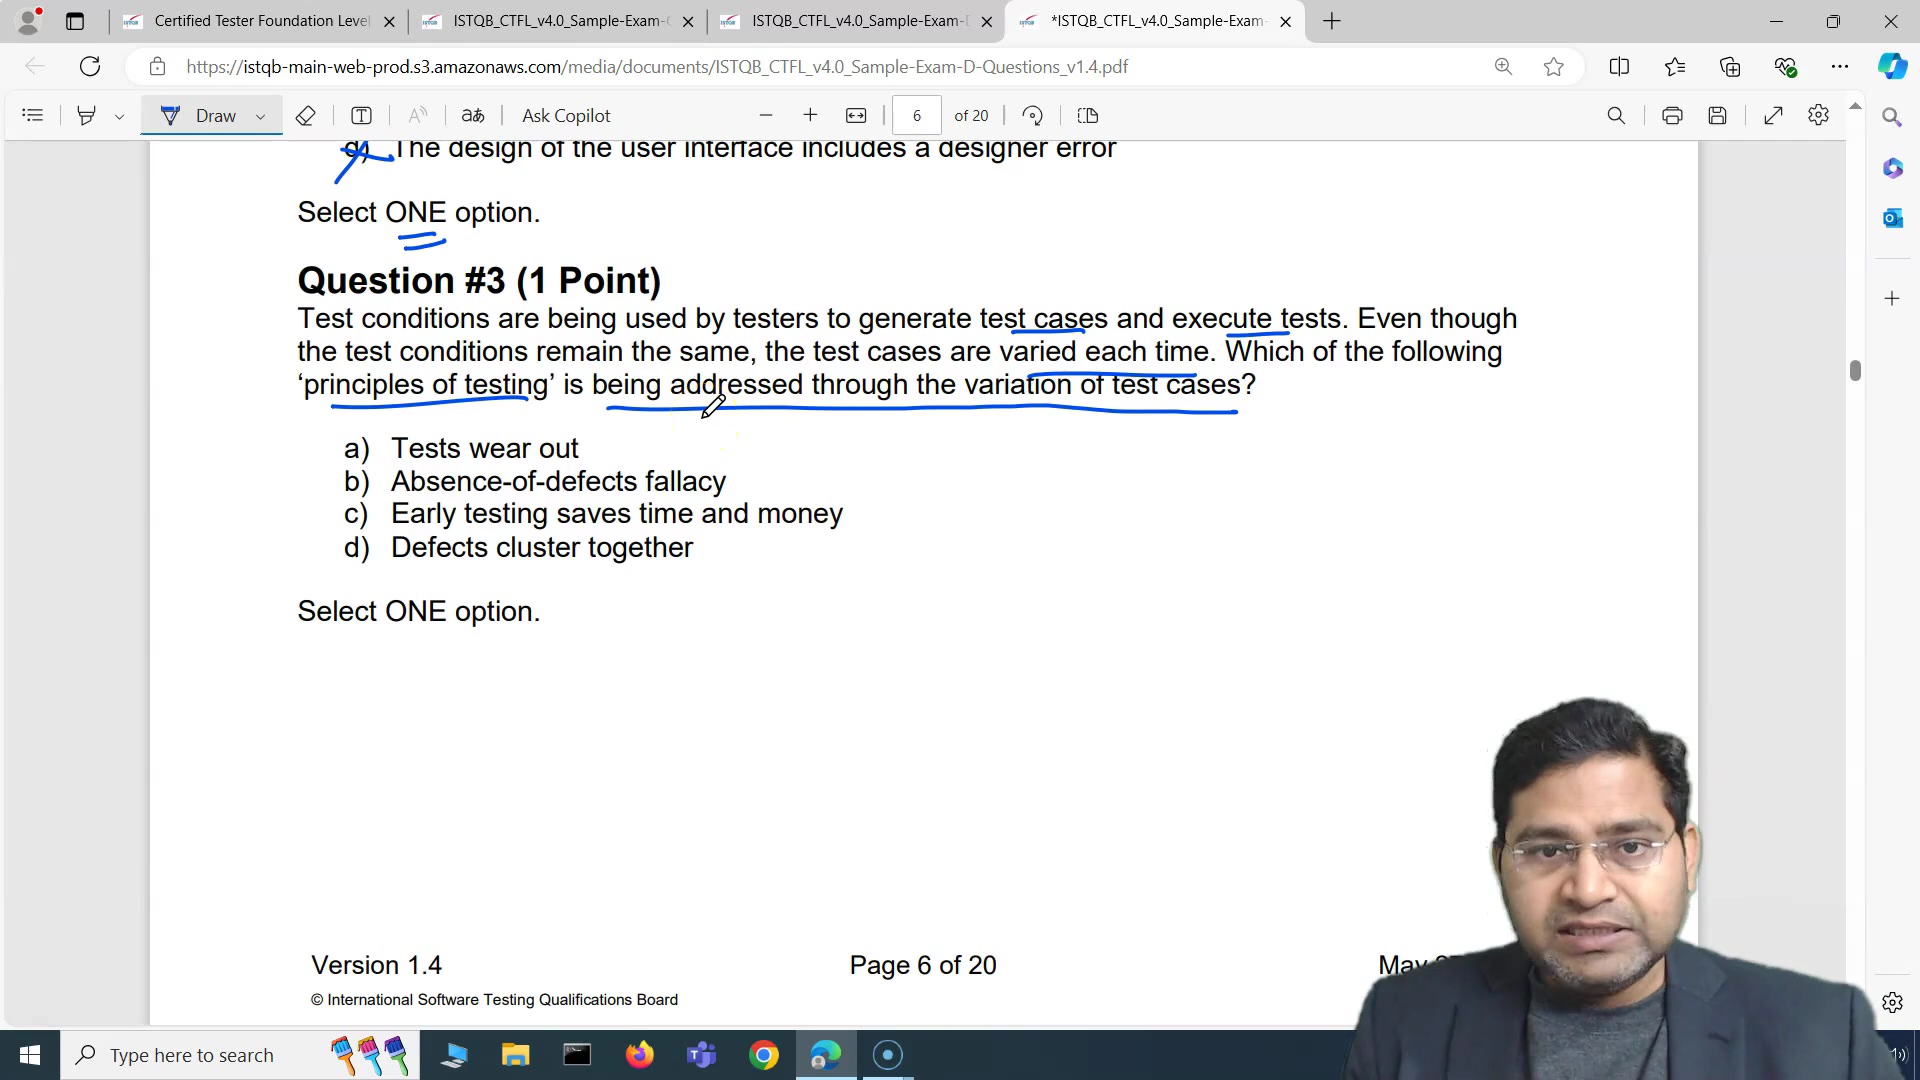 Certified Tester Foundation Level
ISTQB_CTFL_v4.0_Sample-Exam-C
ISTQB_CTFL_v4.0_Sample-Exam-D
*ISTQB_CTFL_v4.0_Sample-Exam-
https://istqb-main-web-prod.s3.amazonaws.com/media/documents/ISTQB_CTFL_v4.0_Sample-Exam-D-Questions_v1.4.pdf
Draw
Ask Copilot
6 of 20
d) The design of the user interface includes a designer error
Select ONE option.
Question #3 (1 Point)
Test conditions are being used by testers to generate test cases and execute tests. Even though
the test conditions remain the same, the test cases are varied each time. Which of the following
‘principles of testing’ is being addressed through the variation of test cases?
a) Tests wear out
b) Absence-of-defects fallacy
c) Early testing saves time and money
d) Defects cluster together
Select ONE option.
Version 1.4
Page 6 of 20
May
© International Software Testing Qualifications Board
Type here to search